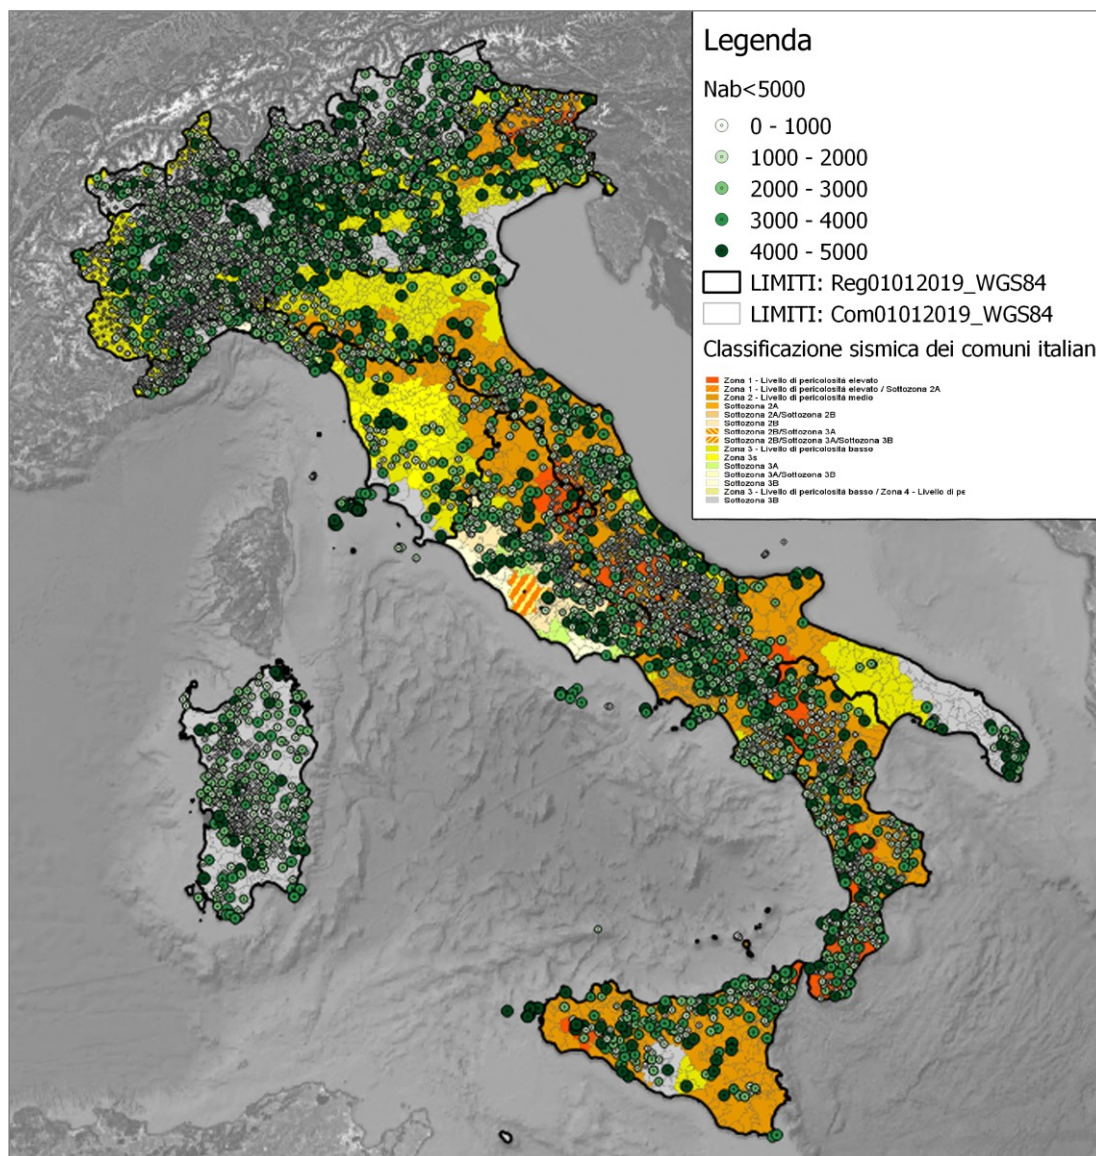 Legenda
Nab<5000
0 - 1000
1000 - 2000
2000 - 3000
3000 - 4000
4000 - 5000
LIMITI: Reg01012019_WGS84
LIMITI: Com01012019_WGS84
Classificazione sismica dei comuni italian
Zona 1 - Livello di pericolosità elevato
Zona 1 - Livello di pericolosità elevato / Sottozona 2A
Zona 2 - Livello di pericolosità medio
Sottozona 2A
Sottozona 2A/Sottozona 2B
Sottozona 2B
Sottozona 2B/Sottozona 3A
Sottozona 2B/Sottozona 3A/Sottozona 3B
Zona 3 - Livello di pericolosità basso
Zona 3s
Sottozona 3A
Sottozona 3A/Sottozona 3B
Sottozona 3B
Zona 3 - Livello di pericolosità basso / Zona 4 - Livello di pe
Sottozona 3B